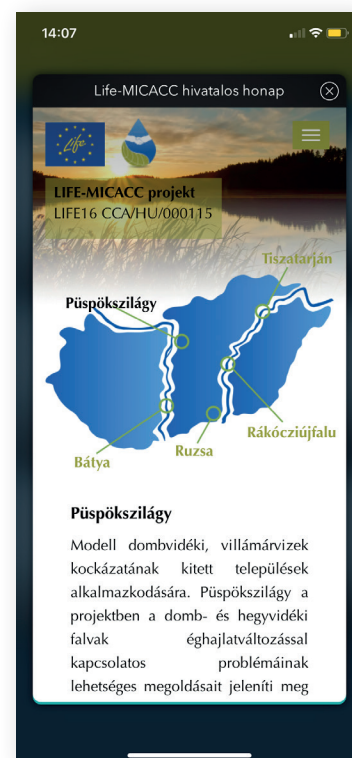 14:07
Life-MICACC hivatalos honap
Life
LIFE-MICACC projekt
LIFE16 CCA/HU/000115
Tiszatarján
Püspökszilágy
Rákócziújfalu
Ruzsa
Bátya
Püspökszilágy
Modell dombvidéki, villámárvizek
kockázatának kitett települések
alkalmazkodására. Püspökszilágy a
projektben a domb- és hegyvidéki
falvak éghajlatváltozással
kapcsolatos problémáinak
lehetséges megoldásait jeleníti meg